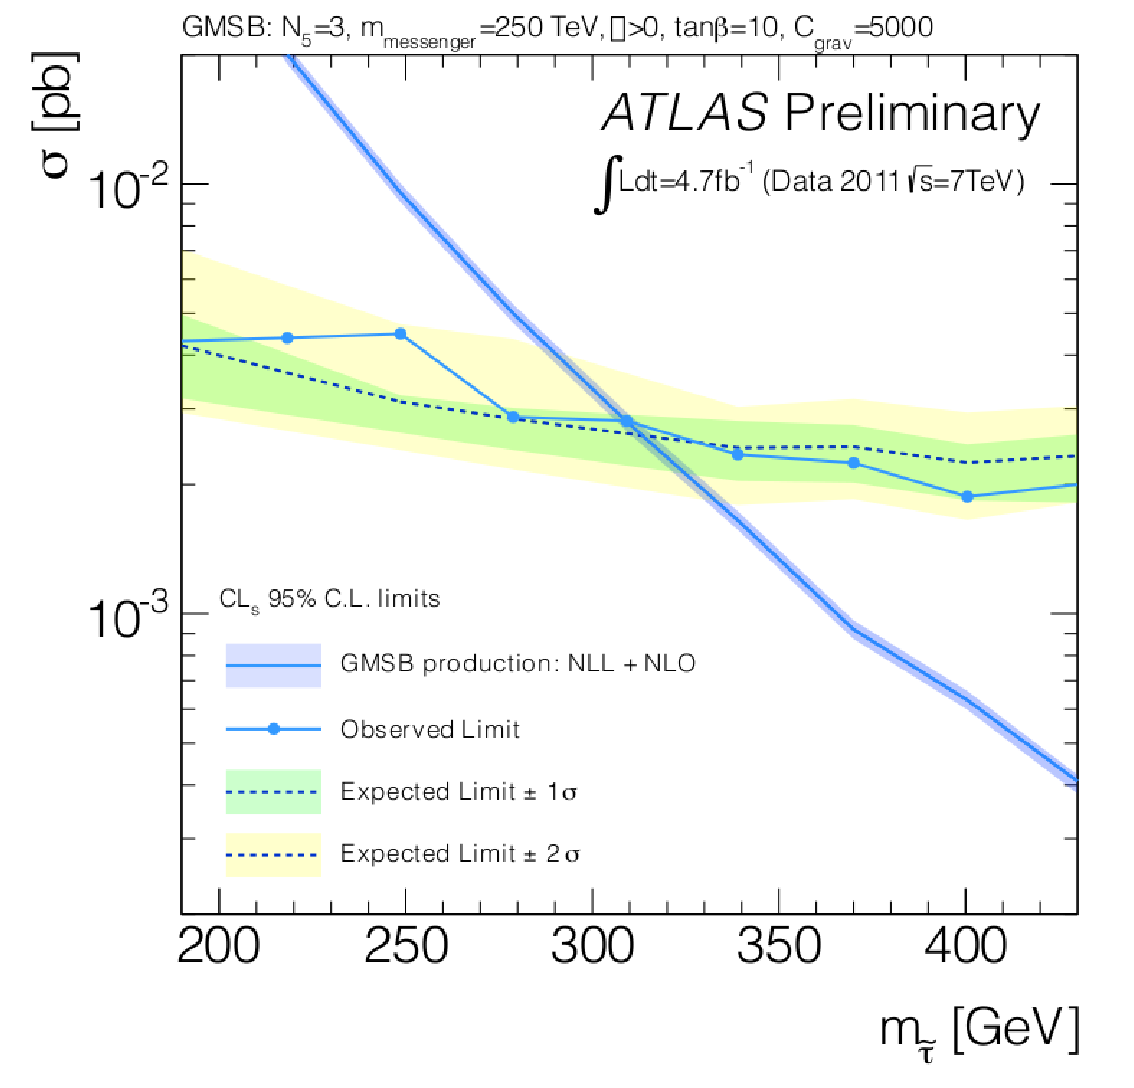 GMSB: N5=3, mmessenger=250 TeV, □>0, tanβ=10, Cgrav=5000
σ [pb]
ATLAS Preliminary
∫Ldt=4.7fb-1 (Data 2011 √s=7TeV)
10-2
10-3
CLs 95% C.L. limits
GMSB production: NLL + NLO
Observed Limit
Expected Limit ± 1σ
Expected Limit ± 2σ
200 250 300 350 400
mτ̃ [GeV]